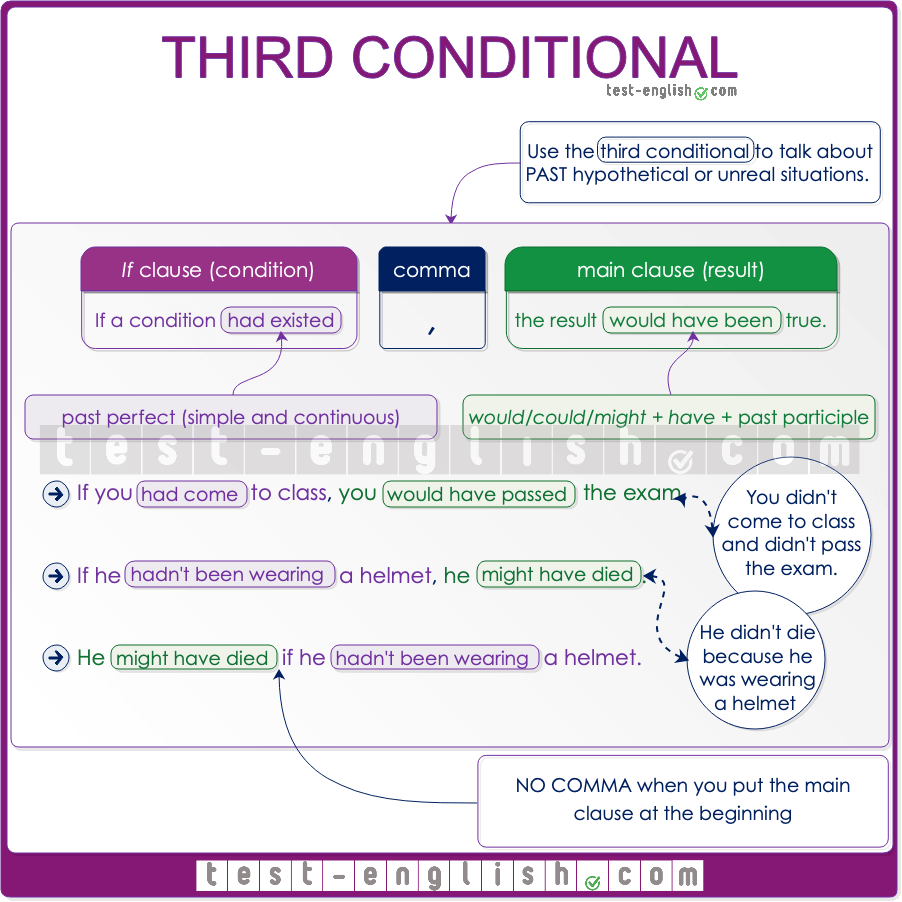 THIRD CONDITIONAL
test-english.com
Use the third conditional to talk about
PAST hypothetical or unreal situations.
If clause (condition)
comma
main clause (result)
If a condition had existed
,
the result would have been true.
past perfect (simple and continuous)
would/could/might + have + past participle
test-english.com
If you had come to class, you would have passed the exam.
You didn't
come to class
and didn't pass
the exam.
If he hadn't been wearing a helmet, he might have died.
He didn't die
because he
was wearing
a helmet
He might have died if he hadn't been wearing a helmet.
NO COMMA when you put the main
clause at the beginning
test-english.com